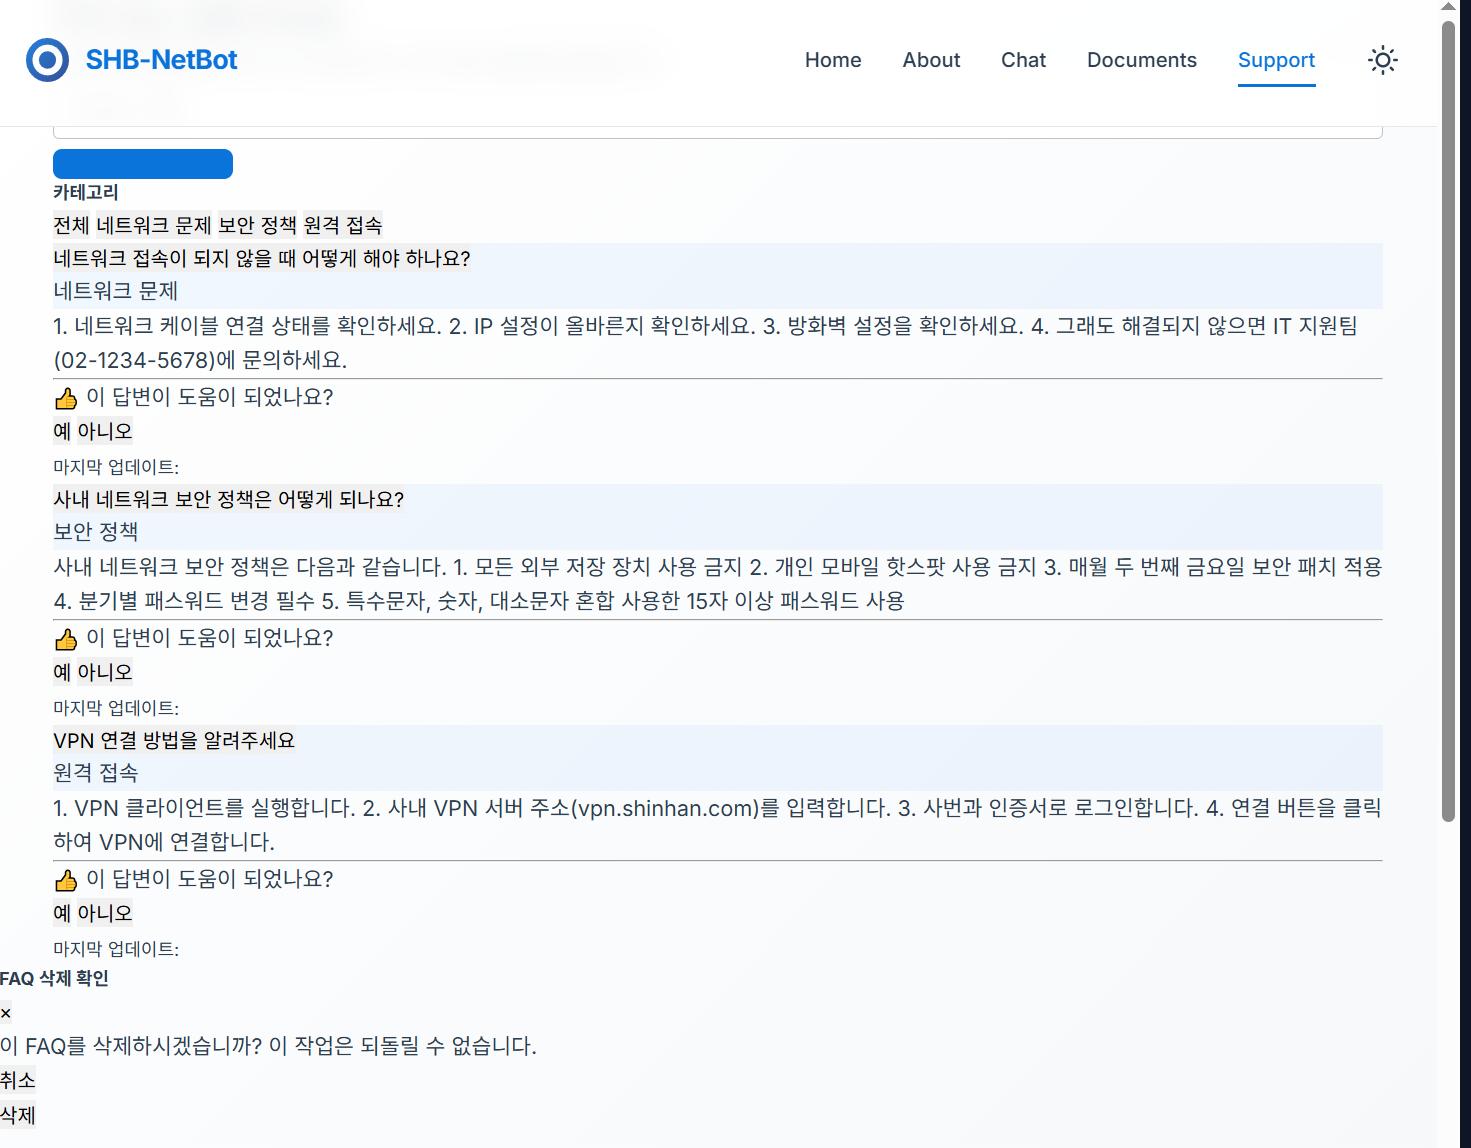 SHB-NetBot
Home About Chat Documents Support
카테고리
전체 네트워크 문제 보안 정책 원격 접속
네트워크 접속이 되지 않을 때 어떻게 해야 하나요?
네트워크 문제
1. 네트워크 케이블 연결 상태를 확인하세요. 2. IP 설정이 올바른지 확인하세요. 3. 방화벽 설정을 확인하세요. 4. 그래도 해결되지 않으면 IT 지원팀
(02-1234-5678)에 문의하세요.
👍 이 답변이 도움이 되었나요?
예 아니오
마지막 업데이트:
사내 네트워크 보안 정책은 어떻게 되나요?
보안 정책
사내 네트워크 보안 정책은 다음과 같습니다. 1. 모든 외부 저장 장치 사용 금지 2. 개인 모바일 핫스팟 사용 금지 3. 매월 두 번째 금요일 보안 패치 적용
4. 분기별 패스워드 변경 필수 5. 특수문자, 숫자, 대소문자 혼합 사용한 15자 이상 패스워드 사용
👍 이 답변이 도움이 되었나요?
예 아니오
마지막 업데이트:
VPN 연결 방법을 알려주세요
원격 접속
1. VPN 클라이언트를 실행합니다. 2. 사내 VPN 서버 주소(vpn.shinhan.com)를 입력합니다. 3. 사번과 인증서로 로그인합니다. 4. 연결 버튼을 클릭
하여 VPN에 연결합니다.
👍 이 답변이 도움이 되었나요?
예 아니오
마지막 업데이트:
FAQ 삭제 확인
×
이 FAQ를 삭제하시겠습니까? 이 작업은 되돌릴 수 없습니다.
취소
삭제